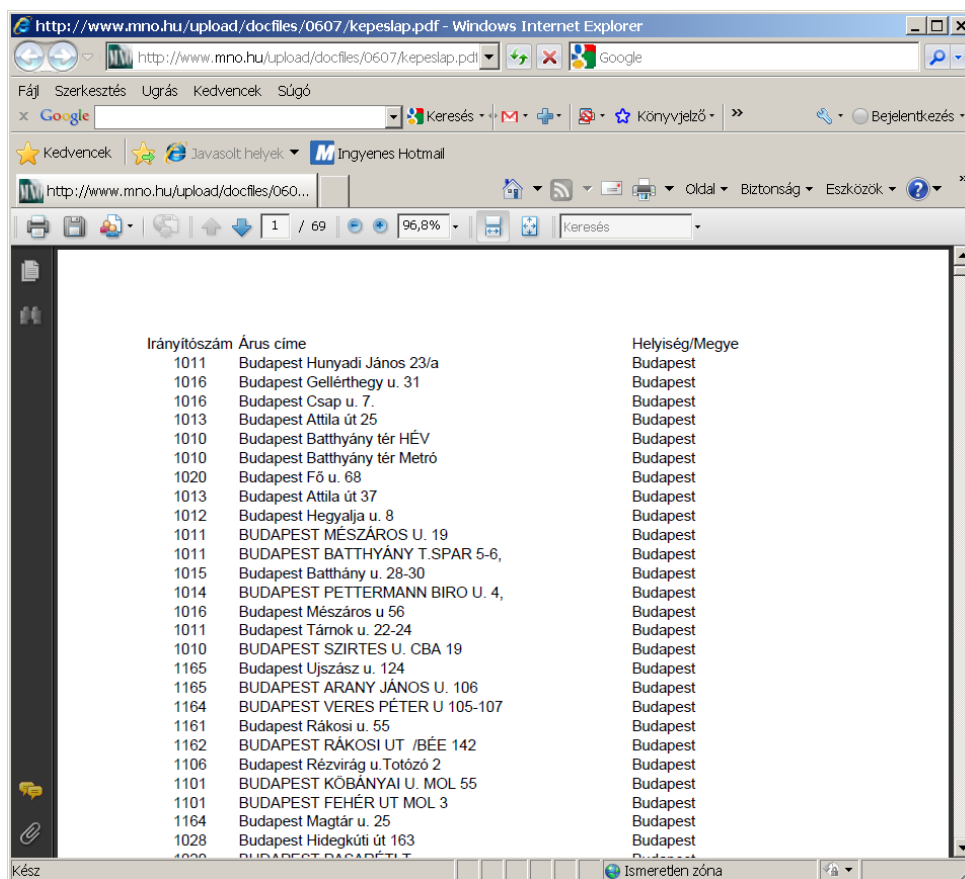 http://www.mno.hu/upload/docfiles/0607/kepeslap.pdf - Windows Internet Explorer
http://www.mno.hu/upload/docfiles/0607/kepeslap.pdf Google
Fájl Szerkesztés Ugrás Kedvencek Súgó
x Google Keresés Könyvjelző » Bejelentkezés
Kedvencek Javasolt helyek Ingyenes Hotmail
http://www.mno.hu/upload/docfiles/060... Oldal Biztonság Eszközök »
1 / 69 96,8% Keresés
Irányítószám Árus címe Helyiség/Megye
1011 Budapest Hunyadi János 23/a Budapest
1016 Budapest Gellérthegy u. 31 Budapest
1016 Budapest Csap u. 7. Budapest
1013 Budapest Attila út 25 Budapest
1010 Budapest Batthyány tér HÉV Budapest
1010 Budapest Batthyány tér Metró Budapest
1020 Budapest Fő u. 68 Budapest
1013 Budapest Attila út 37 Budapest
1012 Budapest Hegyalja u. 8 Budapest
1011 BUDAPEST MÉSZÁROS U. 19 Budapest
1011 BUDAPEST BATTHYÁNY T.SPAR 5-6, Budapest
1015 Budapest Batthány u. 28-30 Budapest
1014 BUDAPEST PETTERMANN BIRO U. 4, Budapest
1016 Budapest Mészáros u 56 Budapest
1011 Budapest Tárnok u. 22-24 Budapest
1010 BUDAPEST SZIRTES U. CBA 19 Budapest
1165 Budapest Ujszász u. 124 Budapest
1165 BUDAPEST ARANY JÁNOS U. 106 Budapest
1164 BUDAPEST VERES PÉTER U 105-107 Budapest
1161 Budapest Rákosi u. 55 Budapest
1162 BUDAPEST RÁKOSI UT /BÉE 142 Budapest
1106 Budapest Rézvirág u.Totózó 2 Budapest
1101 BUDAPEST KŐBÁNYAI U. MOL 55 Budapest
1101 BUDAPEST FEHÉR UT MOL 3 Budapest
1164 Budapest Magtár u. 25 Budapest
1028 Budapest Hidegkúti út 163 Budapest
Kész Ismeretlen zóna